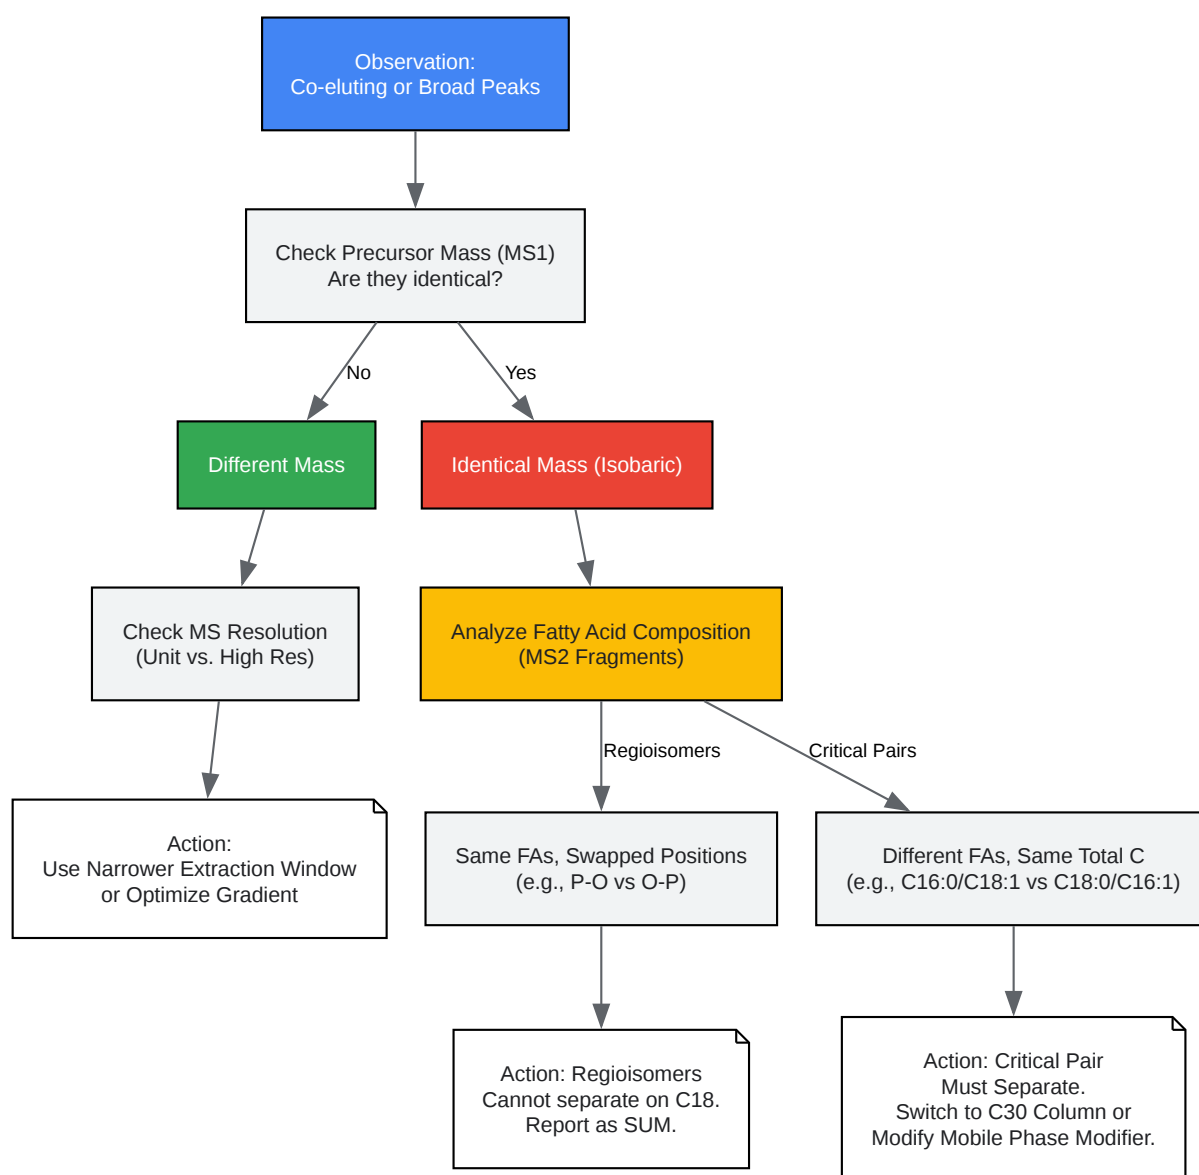 Observation:
Co-eluting or Broad Peaks
Check Precursor Mass (MS1)
Are they identical?
No
Yes
Different Mass
Identical Mass (Isobaric)
Check MS Resolution
(Unit vs. High Res)
Analyze Fatty Acid Composition
(MS2 Fragments)
Regioisomers
Critical Pairs
Action:
Use Narrower Extraction Window
or Optimize Gradient
Same FAs, Swapped Positions
(e.g., P-O vs O-P)
Different FAs, Same Total C
(e.g., C16:0/C18:1 vs C18:0/C16:1)
Action: Regioisomers
Cannot separate on C18.
Report as SUM.
Action: Critical Pair
Must Separate.
Switch to C30 Column or
Modify Mobile Phase Modifier.